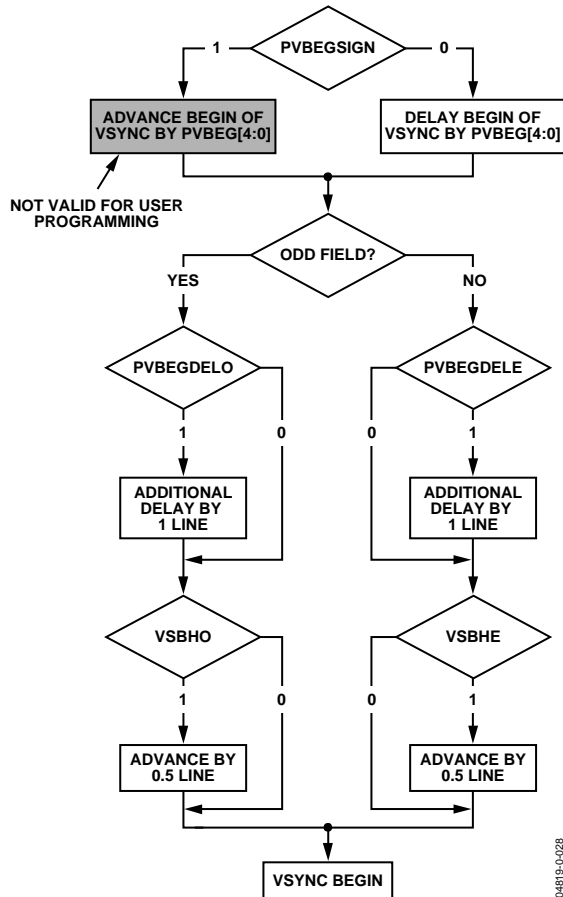 PVBEGSIGN
1
0
ADVANCE BEGIN OF
VSYNC BY PVBEG[4:0]
DELAY BEGIN OF
VSYNC BY PVBEG[4:0]
NOT VALID FOR USER
PROGRAMMING
ODD FIELD?
YES
NO
PVBEGDELO
PVBEGDELE
1
0
0
1
ADDITIONAL
DELAY BY
1 LINE
ADDITIONAL
DELAY BY
1 LINE
VSBHO
VSBHE
1
0
0
1
ADVANCE BY
0.5 LINE
ADVANCE BY
0.5 LINE
VSYNC BEGIN
04819-0-028